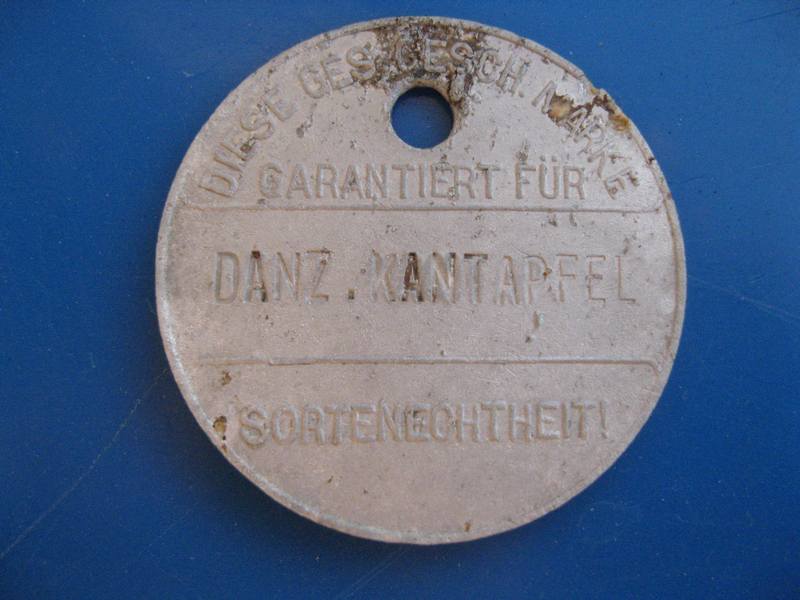 DIESE GES. GESCH. MARKE
GARANTIERT FÜR
DANZ. KANTAPFEL
SORTENECHTHEIT!